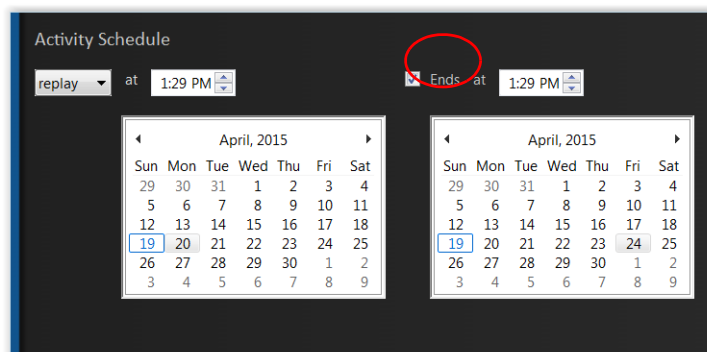 Activity Schedule
replay at 1:29 PM Ends at 1:29 PM
April, 2015 April, 2015
Sun Mon Tue Wed Thu Fri Sat Sun Mon Tue Wed Thu Fri Sat
29 30 31 1 2 3 4 29 30 31 1 2 3 4
5 6 7 8 9 10 11 5 6 7 8 9 10 11
12 13 14 15 16 17 18 12 13 14 15 16 17 18
19 20 21 22 23 24 25 19 20 21 22 23 24 25
26 27 28 29 30 1 2 26 27 28 29 30 1 2
3 4 5 6 7 8 9 3 4 5 6 7 8 9